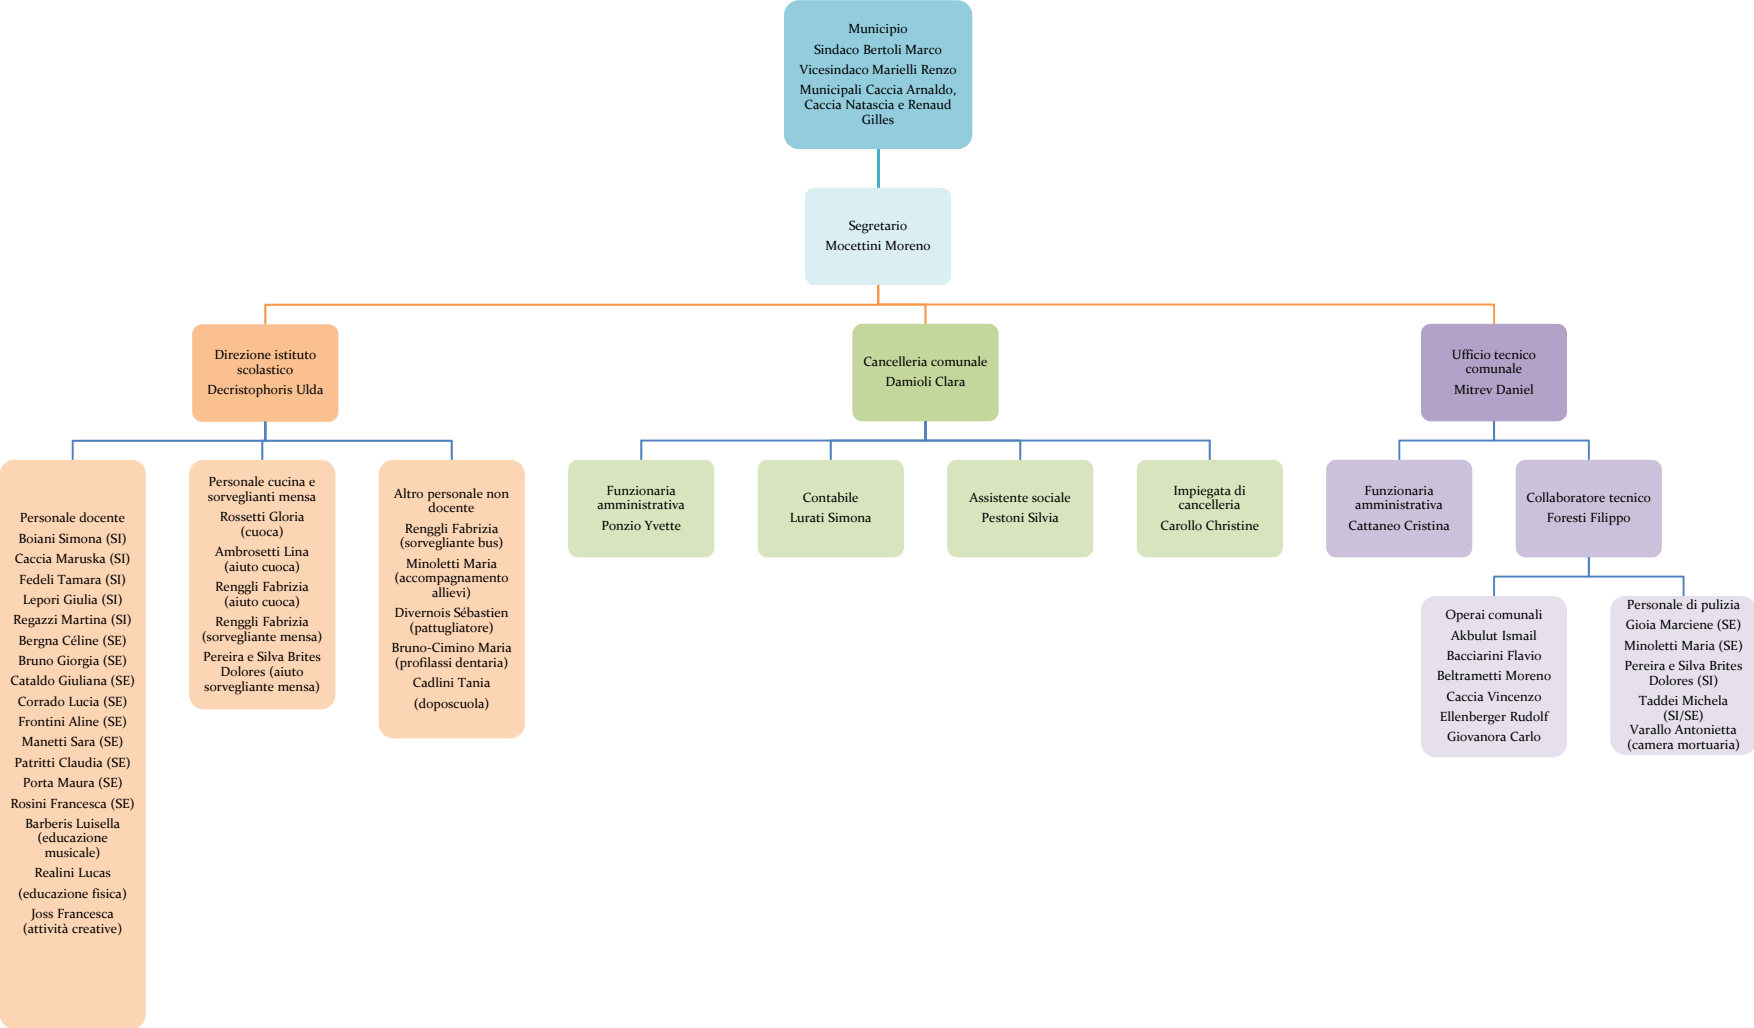 Municipio
Sindaco Bertoli Marco
Vicesindaco Marielli Renzo
Municipali Caccia Arnaldo,
Caccia Natascia e Renaud
Gilles
Segretario
Mocettini Moreno
Direzione istituto
scolastico
Decristophoris Ulda
Cancelleria comunale
Damioli Clara
Ufficio tecnico
comunale
Mitrev Daniel
Personale docente
Boiani Simona (SI)
Caccia Maruska (SI)
Fedeli Tamara (SI)
Lepori Giulia (SI)
Regazzi Martina (SI)
Bergna Céline (SE)
Bruno Giorgia (SE)
Cataldo Giuliana (SE)
Corrado Lucia (SE)
Frontini Aline (SE)
Manetti Sara (SE)
Patritti Claudia (SE)
Porta Maura (SE)
Rosini Francesca (SE)
Barberis Luisella
(educazione
musicale)
Realini Lucas
(educazione fisica)
Joss Francesca
(attività creative)
Personale cucina e
sorveglianti mensa
Rossetti Gloria
(cuoca)
Ambrosetti Lina
(aiuto cuoca)
Renggli Fabrizia
(aiuto cuoca)
Renggli Fabrizia
(sorvegliante mensa)
Pereira e Silva Brites
Dolores (aiuto
sorvegliante mensa)
Altro personale non
docente
Renggli Fabrizia
(sorvegliante bus)
Minoletti Maria
(accompagnamento
allievi)
Divernois Sébastien
(pattugliatore)
Bruno-Cimino Maria
(profilassi dentaria)
Cadlini Tania
(doposcuola)
Funzionaria
amministrativa
Ponzio Yvette
Contabile
Lurati Simona
Assistente sociale
Pestoni Silvia
Impiegata di
cancelleria
Carollo Christine
Funzionaria
amministrativa
Cattaneo Cristina
Collaboratore tecnico
Foresti Filippo
Operai comunali
Akbulut Ismail
Bacciarini Flavio
Beltrametti Moreno
Caccia Vincenzo
Ellenberger Rudolf
Giovanora Carlo
Personale di pulizia
Gioia Marciene (SE)
Minoletti Maria (SE)
Pereira e Silva Brites
Dolores (SI)
Taddei Michela
(SI/SE)
Varallo Antonietta
(camera mortuaria)